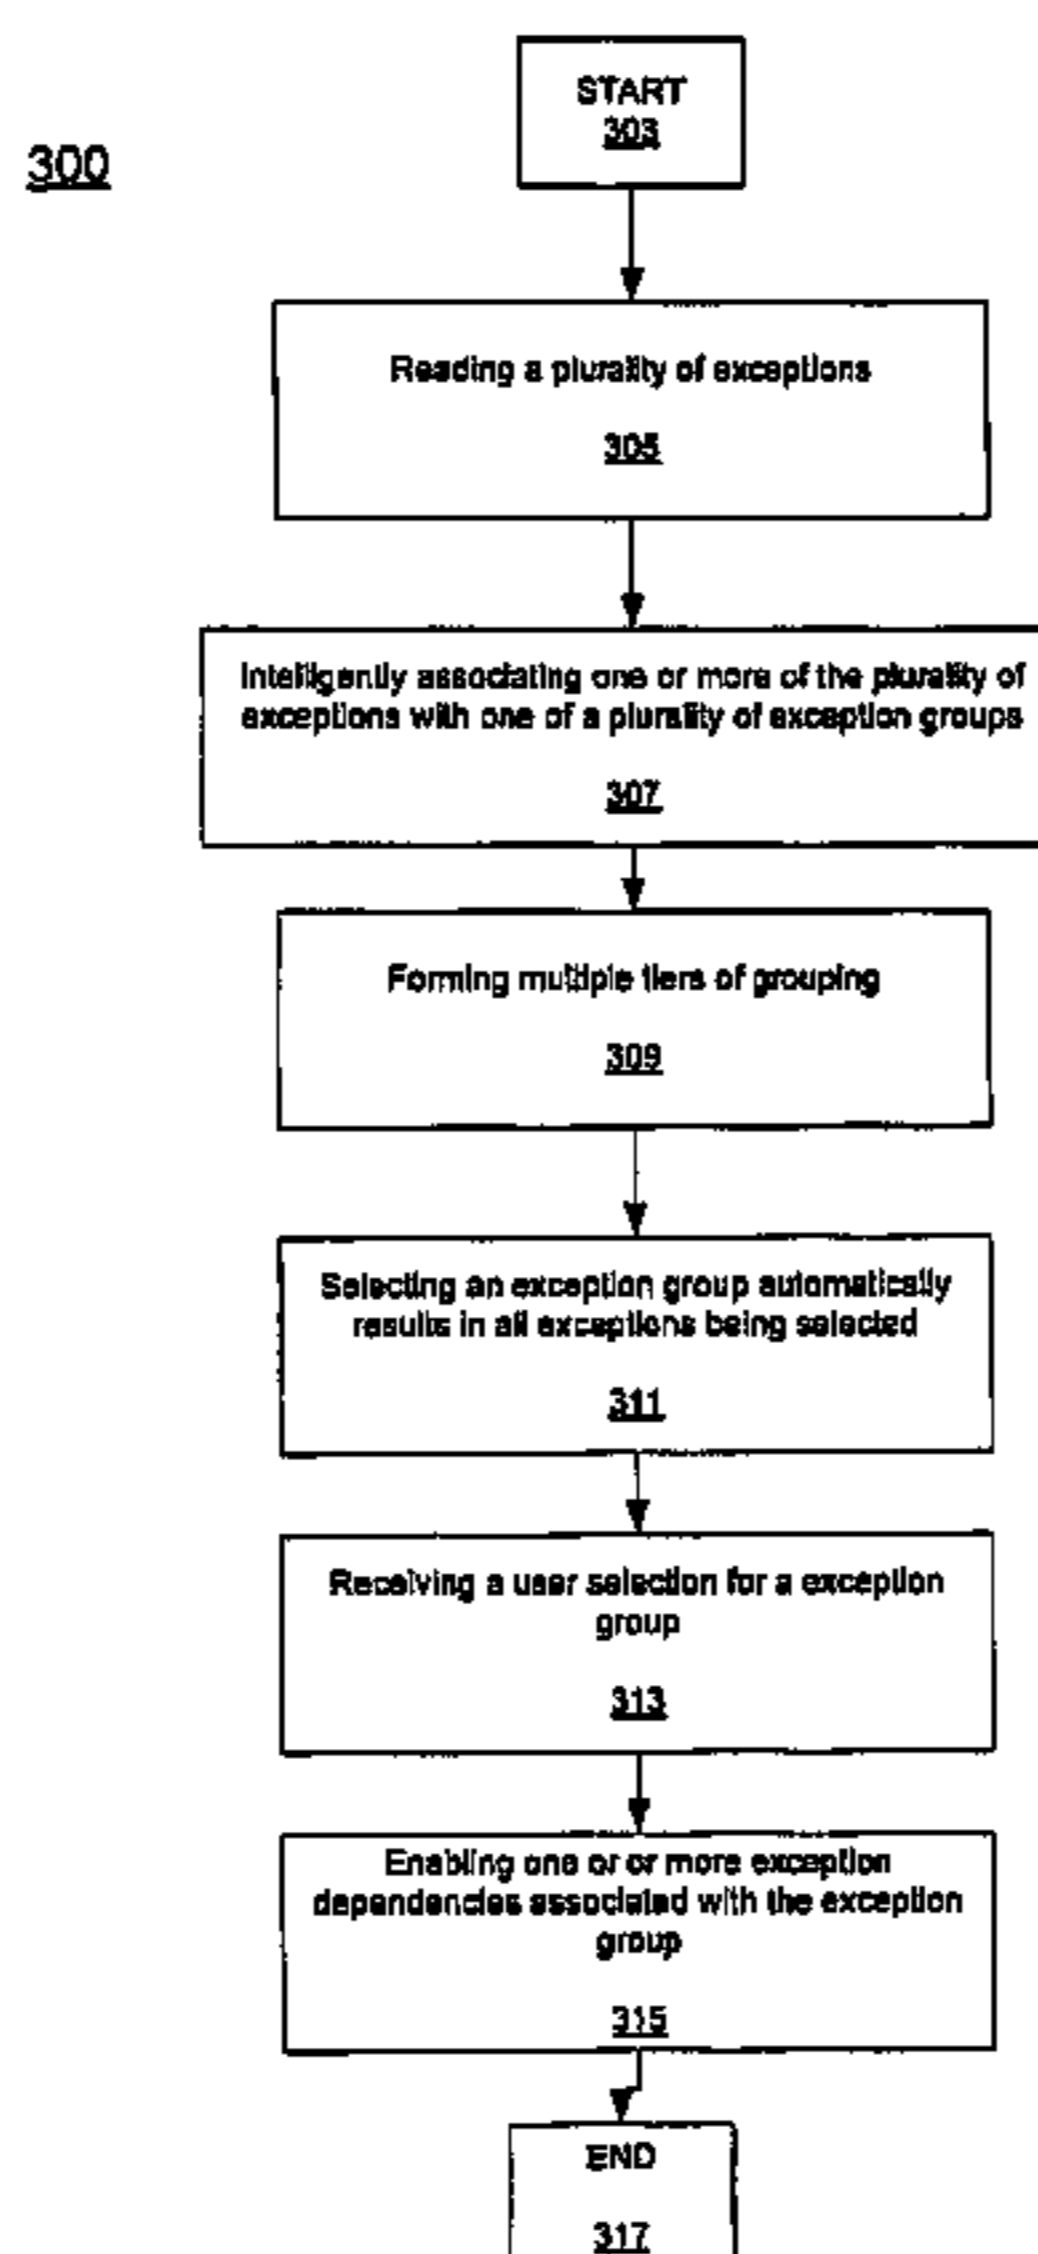 START
303
300
Reading a plurality of exceptions
305
Intelligently associating one or more of the plurality of
exceptions with one of a plurality of exception groups
307
Forming multiple tiers of grouping
309
Selecting an exception group automatically
results in all exceptions being selected
311
Receiving a user selection for a exception
group
313
Enabling one or or more exception
dependencies associated with the exception
group
315
END
317